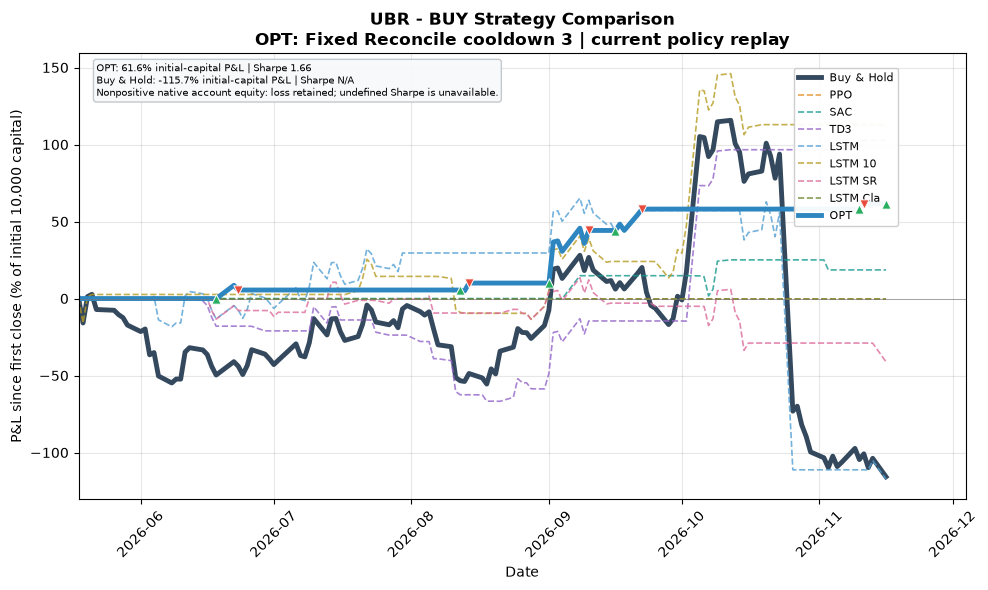 UBR - BUY Strategy Comparison
OPT: Fixed Reconcile cooldown 3 | current policy replay
OPT: 61.6% initial-capital P&L | Sharpe 1.66
Buy & Hold: -115.7% initial-capital P&L | Sharpe N/A
Nonpositive native account equity: loss retained; undefined Sharpe is unavailable.
Buy & Hold
PPO
SAC
TD3
LSTM
LSTM 10
LSTM SR
LSTM Cla
OPT
P&L since first close (% of initial 10,000 capital)
150
100
50
0
−50
−100
2026-06
2026-07
2026-08
2026-09
2026-10
2026-11
2026-12
Date